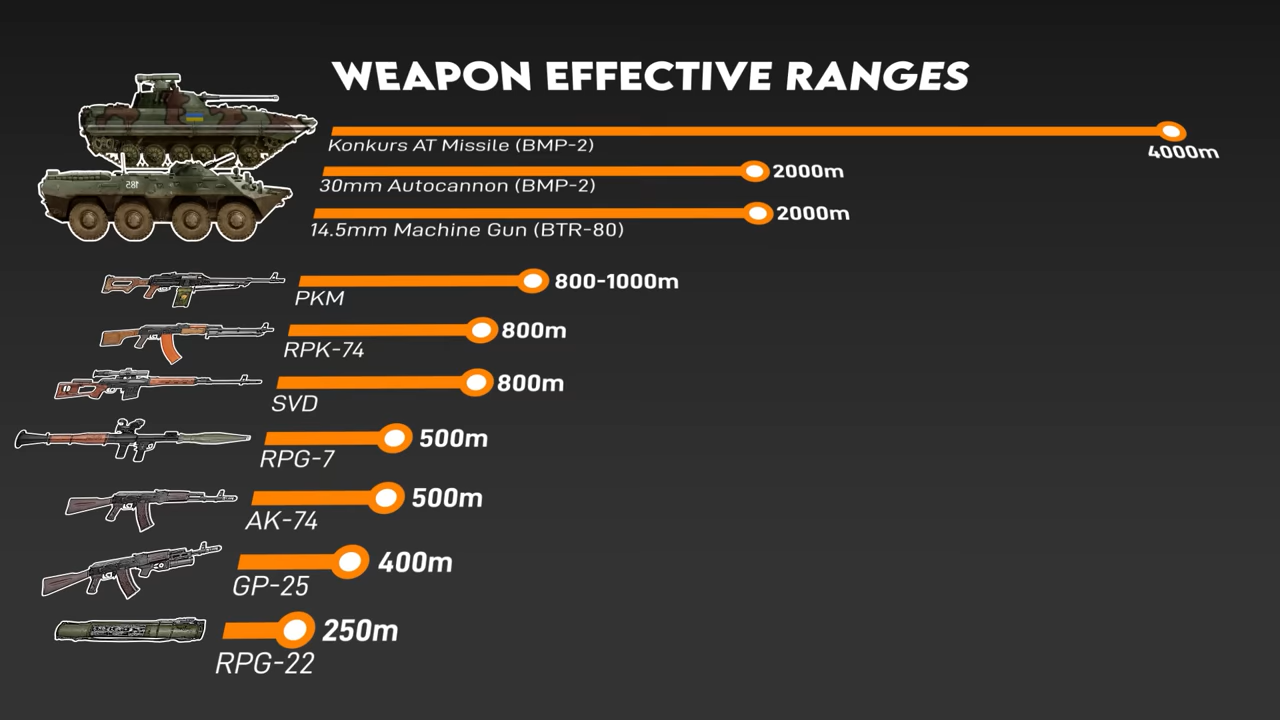 WEAPON EFFECTIVE RANGES
Konkurs AT Missile (BMP-2)
4000m
30mm Autocannon (BMP-2)
2000m
14.5mm Machine Gun (BTR-80)
2000m
PKM
800-1000m
RPK-74
800m
SVD
800m
RPG-7
500m
AK-74
500m
GP-25
400m
RPG-22
250m